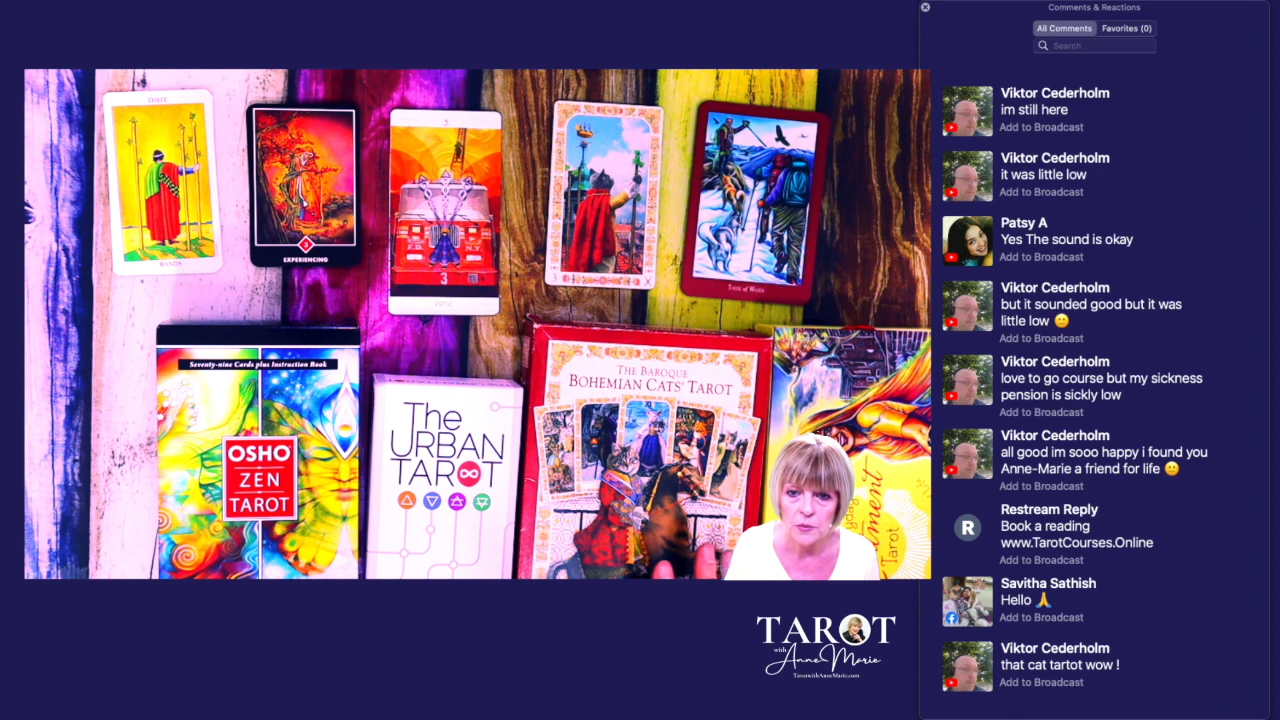 Comments & Reactions
All Comments
Favorites (0)
Search
THREE
WANDS
3
EXPERIENCING
3
F.D.
N.Y.
3
Three of Wands
Seventy-nine Cards plus Instruction Book
OSHO
ZEN
TAROT
The
URBAN
TAROT
THE BAROQUE
BOHEMIAN CATS' TAROT
Tarot
TAROT
with
Anne-Marie
TarotwithAnneMarie.com
Viktor Cederholm
im still here
Add to Broadcast
Viktor Cederholm
it was little low
Add to Broadcast
Patsy A
Yes The sound is okay
Add to Broadcast
Viktor Cederholm
but it sounded good but it was
little low 🙂
Add to Broadcast
Viktor Cederholm
love to go course but my sickness
pension is sickly low
Add to Broadcast
Viktor Cederholm
all good im sooo happy i found you
Anne-Marie a friend for life 🙂
Add to Broadcast
R
Restream Reply
Book a reading
www.TarotCourses.Online
Add to Broadcast
Savitha Sathish
Hello 🙏
Add to Broadcast
Viktor Cederholm
that cat tartot wow !
Add to Broadcast